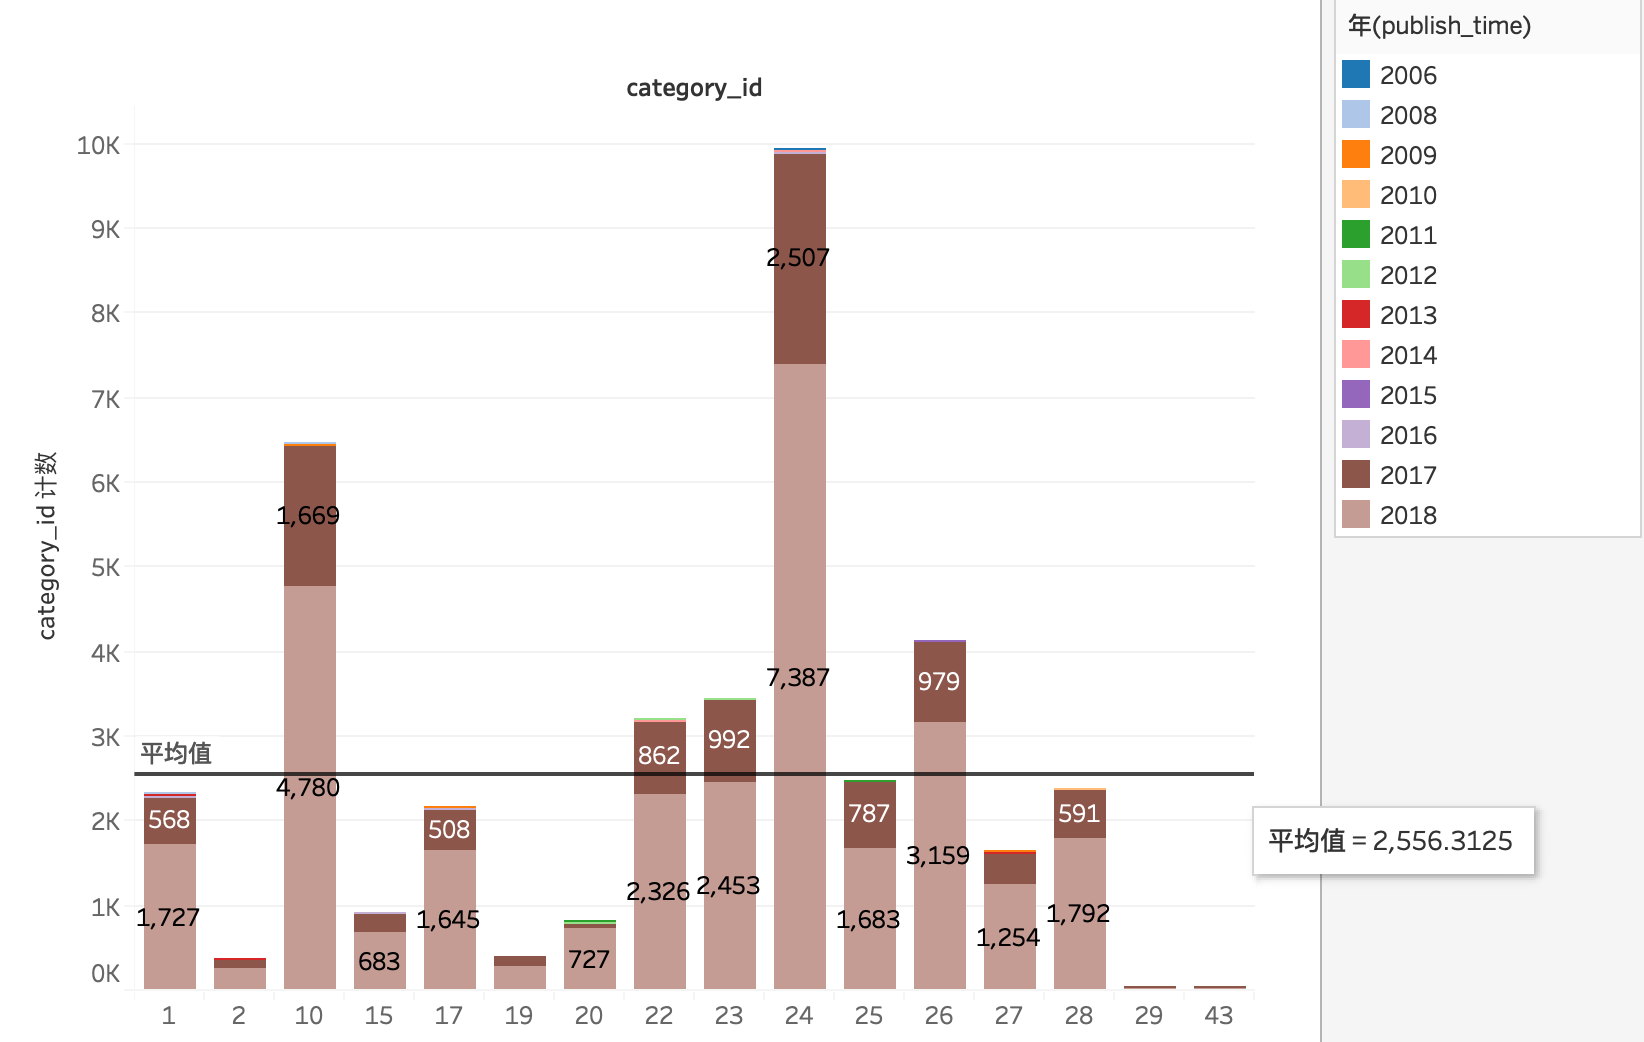 category_id
年(publish_time)
2006
2008
2009
2010
2011
2012
2013
2014
2015
2016
2017
2018
category_id 计数
10K
9K
8K
7K
6K
5K
4K
3K
2K
1K
0K
平均值
568
1,727
1,669
4,780
683
508
1,645
727
862
2,326
992
2,453
2,507
7,387
787
1,683
979
3,159
1,254
591
1,792
平均值 = 2,556.3125
1 2 10 15 17 19 20 22 23 24 25 26 27 28 29 43